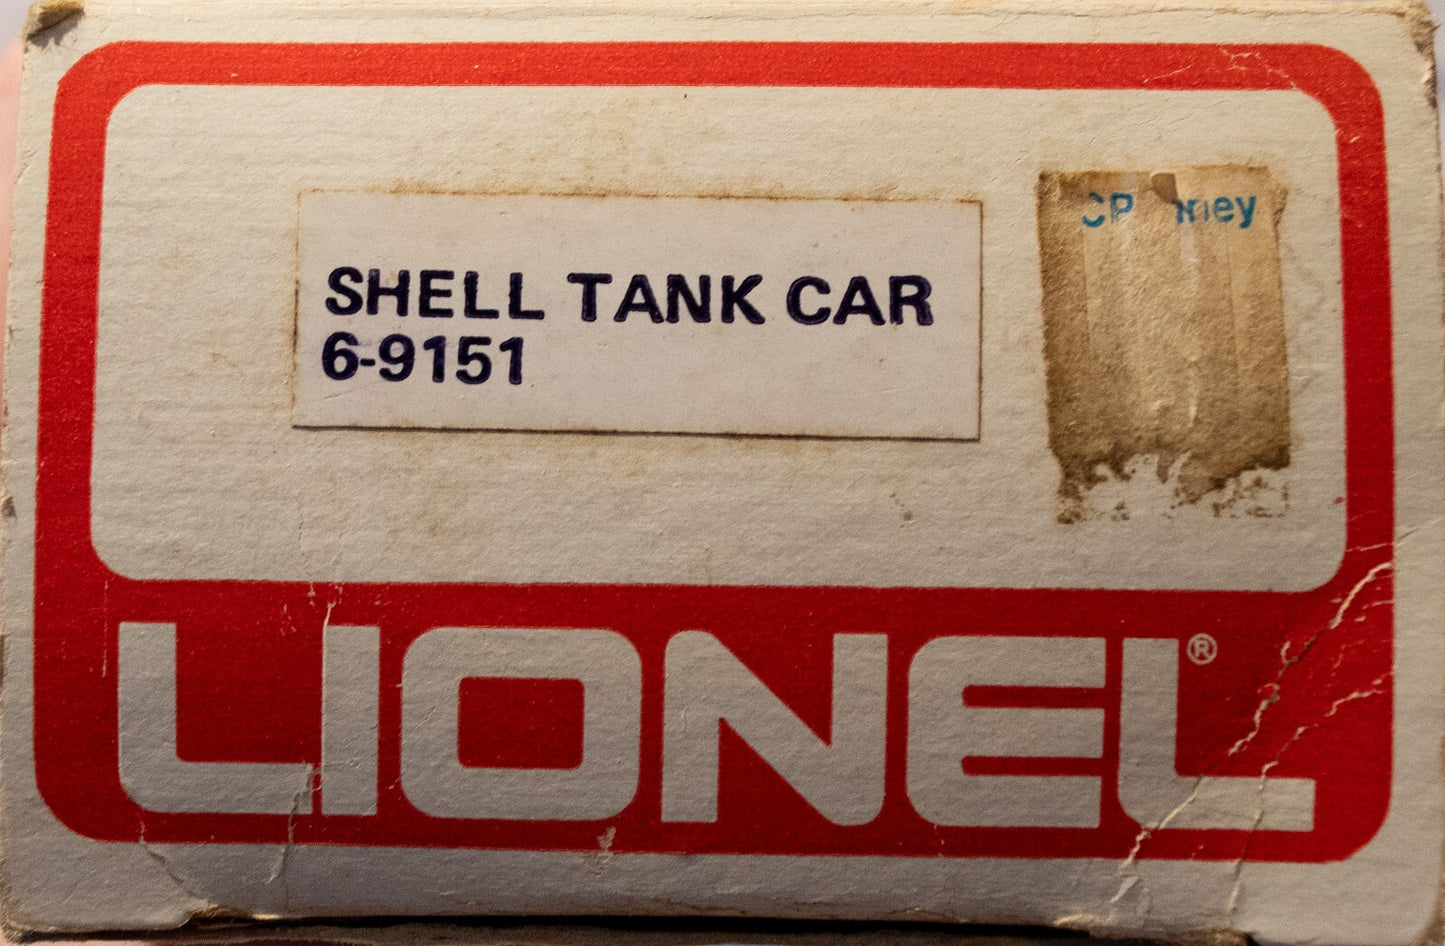 SHELL TANK CAR
6-9151
LIONEL®